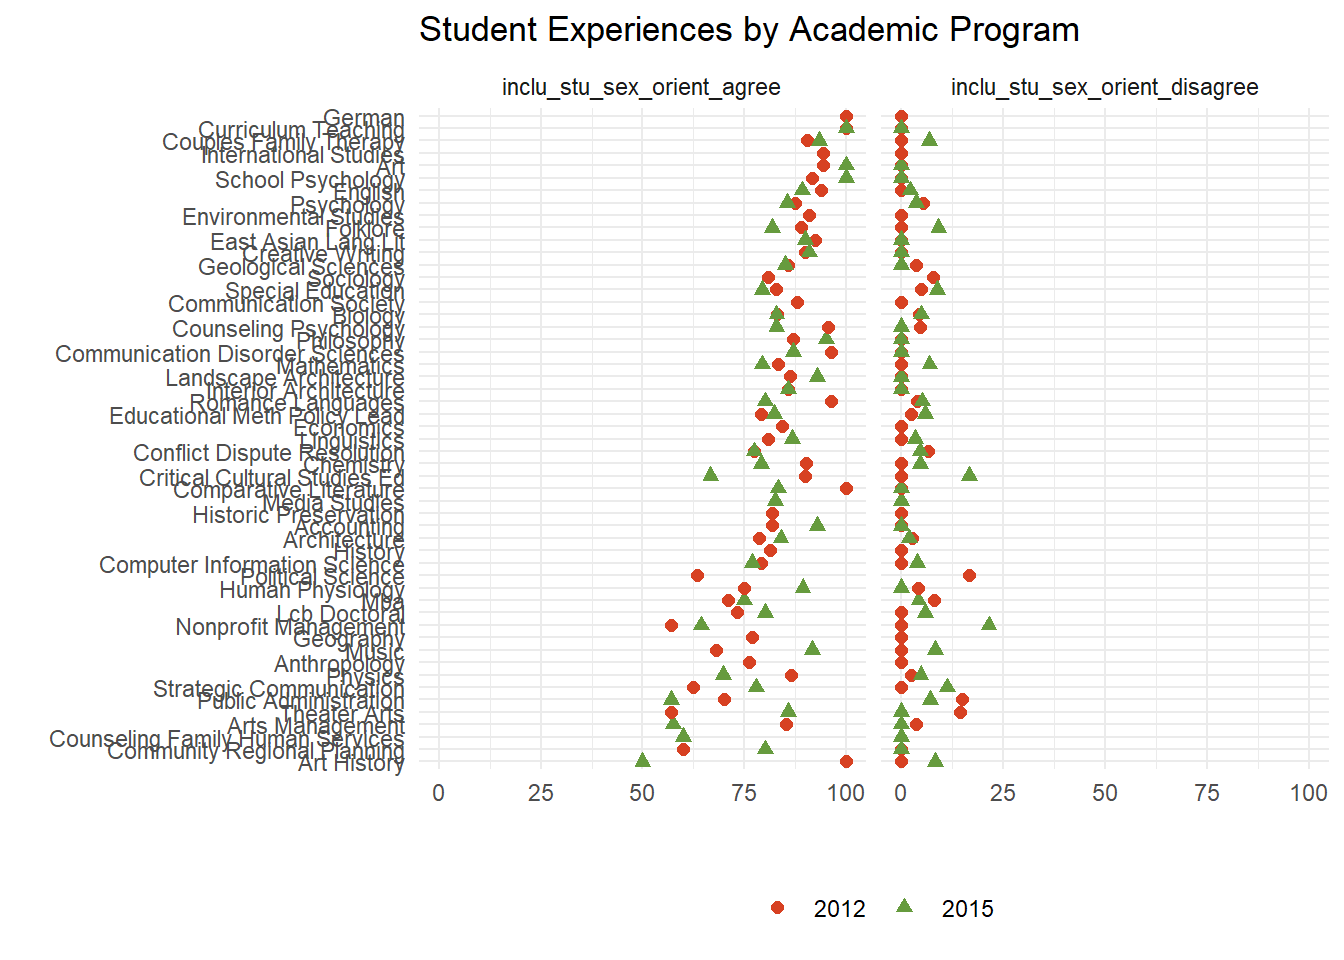 Student Experiences by Academic Program
inclu_stu_sex_orient_agree
inclu_stu_sex_orient_disagree
German
Curriculum Teaching
Couples Family Therapy
International Studies
Art
School Psychology
English
Psychology
Environmental Studies
Folklore
East Asian Lang Lit
Creative Writing
Geological Sciences
Sociology
Special Education
Communication Society
Biology
Counseling Psychology
Philosophy
Communication Disorder Sciences
Mathematics
Landscape Architecture
Interior Architecture
Romance Languages
Educational Meth Policy Lead
Economics
Linguistics
Conflict Dispute Resolution
Chemistry
Critical Cultural Studies Ed
Comparative Literature
Media Studies
Historic Preservation
Accounting
Architecture
History
Computer Information Science
Political Science
Human Physiology
Mba
Lcb Doctoral
Nonprofit Management
Geography
Music
Anthropology
Physics
Strategic Communication
Public Administration
Theater Arts
Arts Management
Counseling Family Human Services
Community Regional Planning
Art History
0 25 50 75 100
0 25 50 75 100
2012 2015